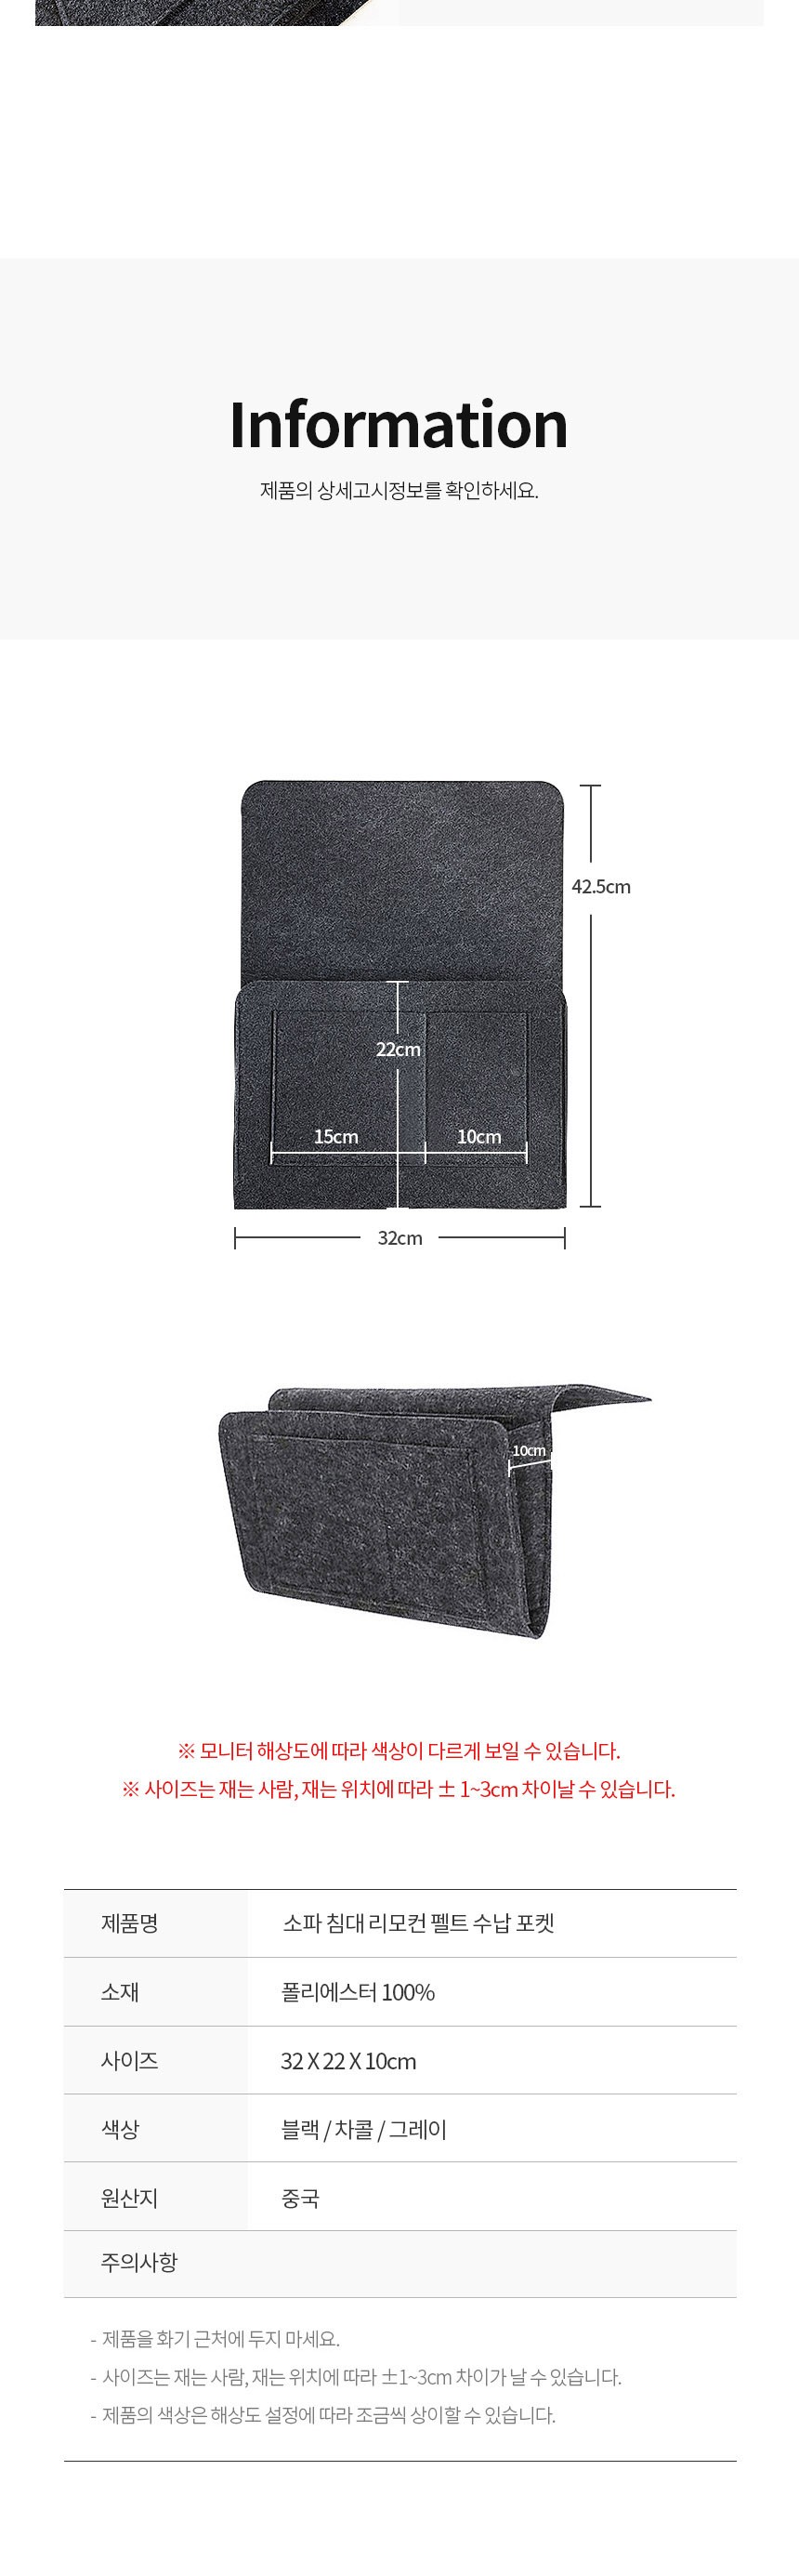 Information
제품의 상세고시정보를 확인하세요.
42.5cm
22cm
15cm 10cm
32cm
10cm
※ 모니터 해상도에 따라 색상이 다르게 보일 수 있습니다.
※ 사이즈는 재는 사람, 재는 위치에 따라 ± 1~3cm 차이날 수 있습니다.
제품명 소파 침대 리모컨 펠트 수납 포켓
소재 폴리에스터 100%
사이즈 32 X 22 X 10cm
색상 블랙 / 차콜 / 그레이
원산지 중국
주의사항
- 제품을 화기 근처에 두지 마세요.
- 사이즈는 재는 사람, 재는 위치에 따라 ±1~3cm 차이가 날 수 있습니다.
- 제품의 색상은 해상도 설정에 따라 조금씩 상이할 수 있습니다.